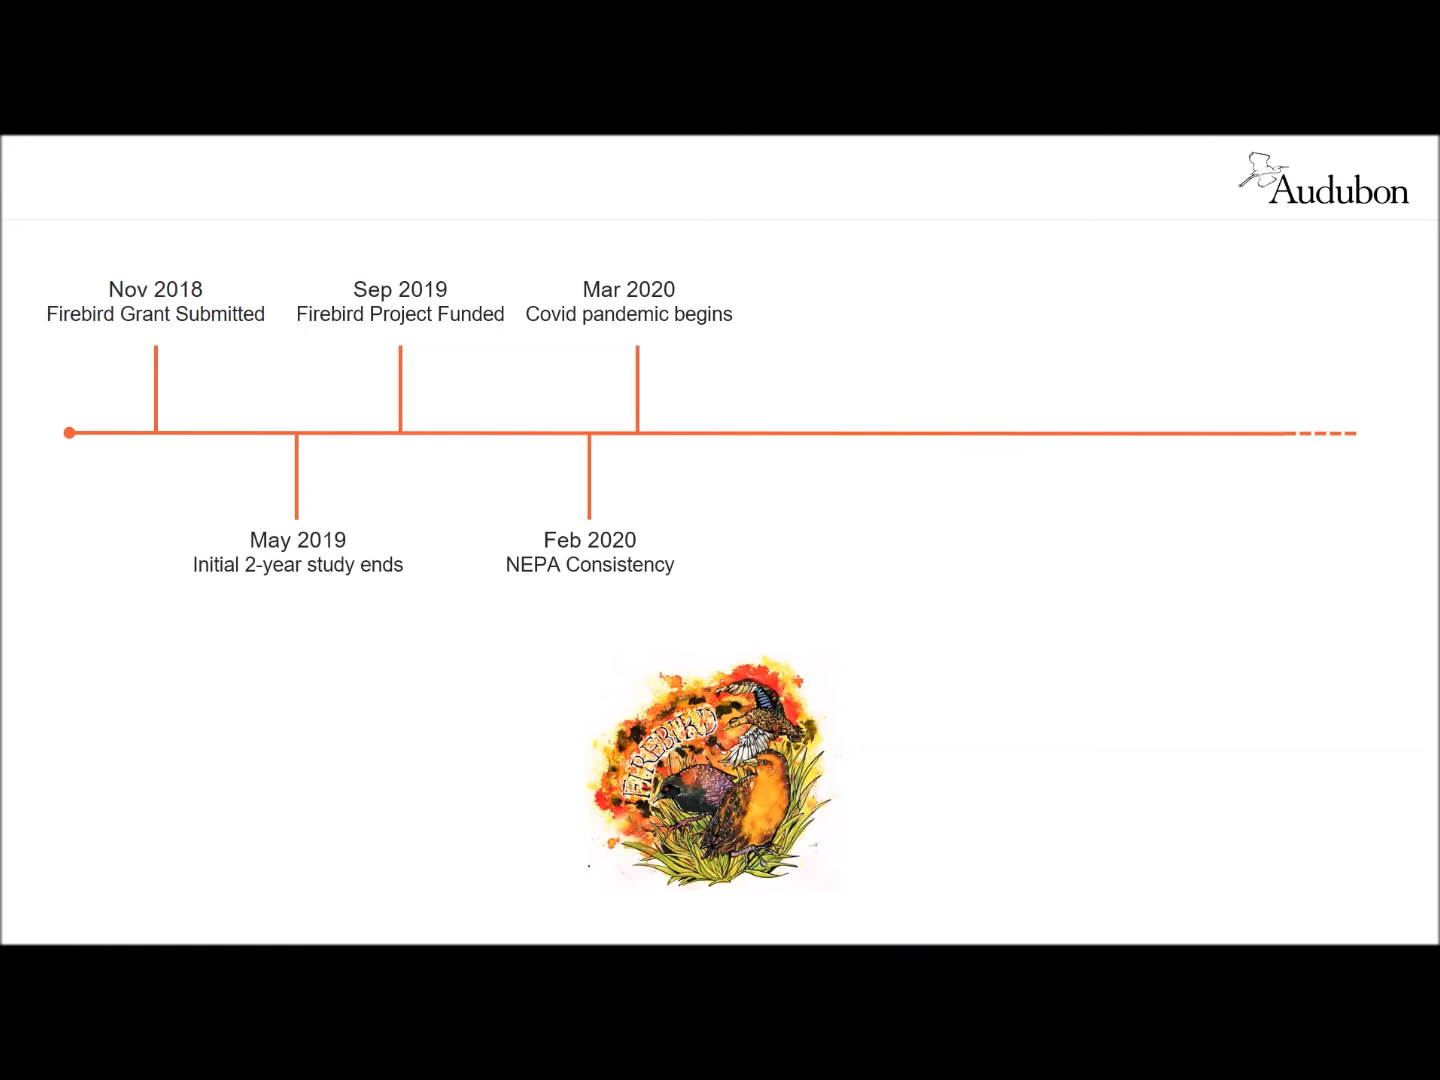 Audubon
Nov 2018
Firebird Grant Submitted
Sep 2019
Firebird Project Funded
Mar 2020
Covid pandemic begins
May 2019
Initial 2-year study ends
Feb 2020
NEPA Consistency
FIREBIRD